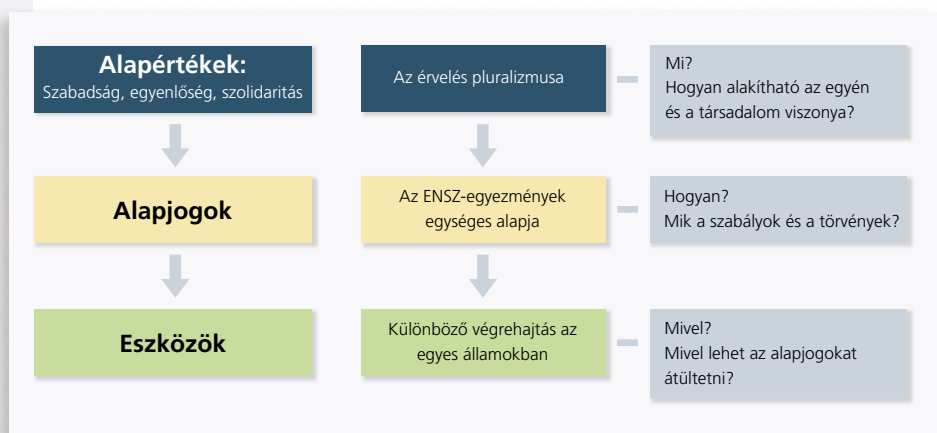 Alapértékek:
Szabadság, egyenlőség, szolidaritás
Az érvelés pluralizmusa
Mi?
Hogyan alakítható az egyén
és a társadalom viszonya?
Alapjogok
Az ENSZ-egyezmények
egységes alapja
Hogyan?
Mik a szabályok és a törvények?
Eszközök
Különböző végrehajtás az
egyes államokban
Mivel?
Mivel lehet az alapjogokat
átültetni?